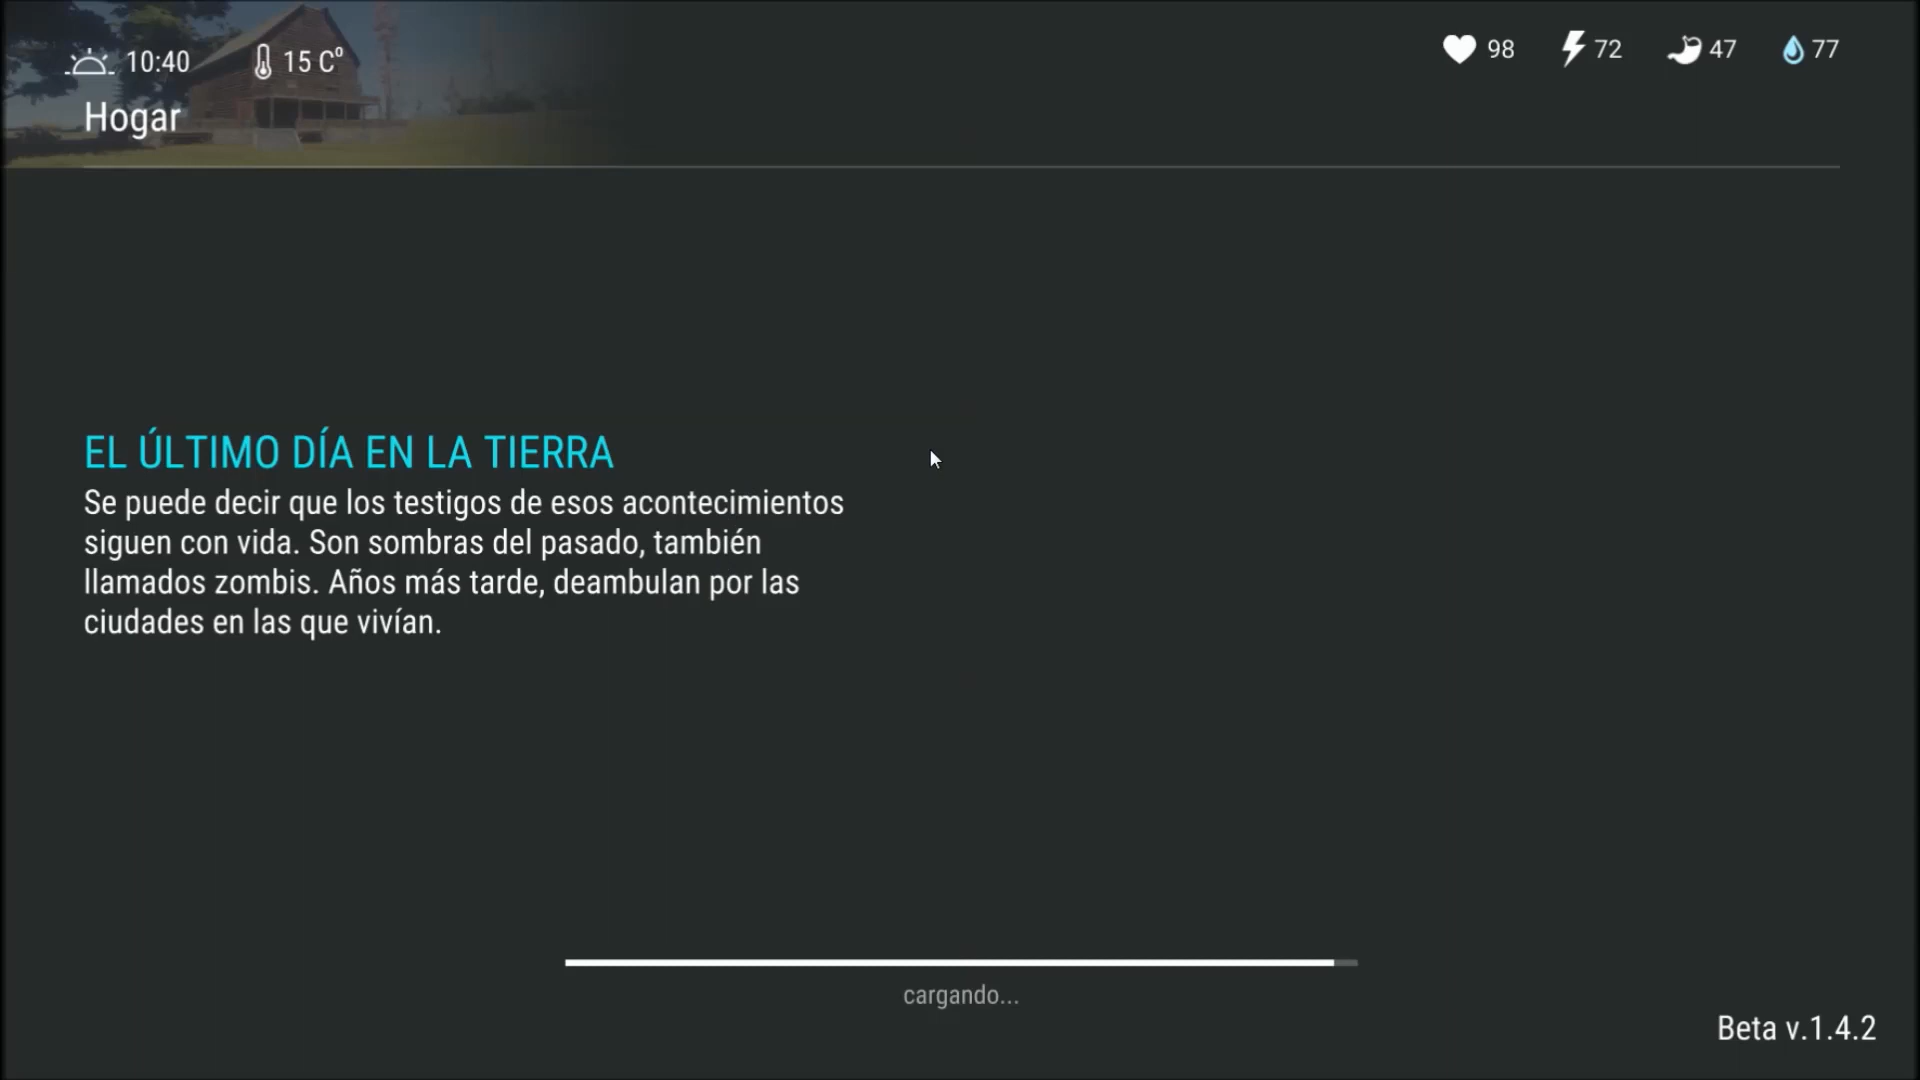 10:40 15 C⁰ 98 72 47 77
Hogar
EL ÚLTIMO DÍA EN LA TIERRA
Se puede decir que los testigos de esos acontecimientos
siguen con vida. Son sombras del pasado, también
llamados zombis. Años más tarde, deambulan por las
ciudades en las que vivían.
cargando...
Beta v.1.4.2